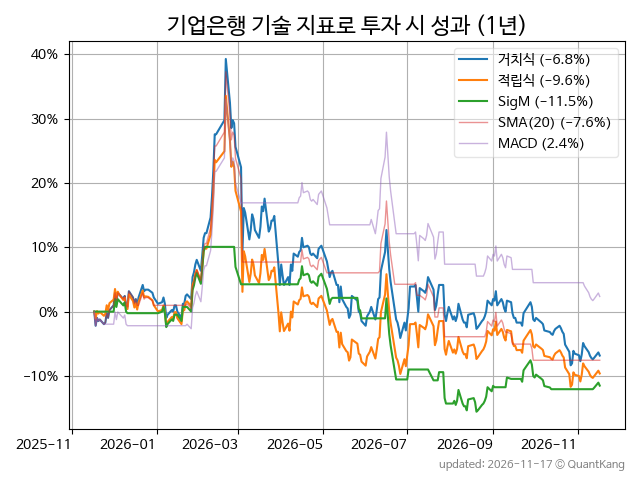 기업은행 기술 지표로 투자 시 성과 (1년)
거치식 (−6.8%)
적립식 (−9.6%)
SigM (−11.5%)
SMA(20) (−7.6%)
MACD (2.4%)
40%
30%
20%
10%
0%
−10%
2025-11 2026-01 2026-03 2026-05 2026-07 2026-09 2026-11
updated: 2026-11-17 © QuantKang